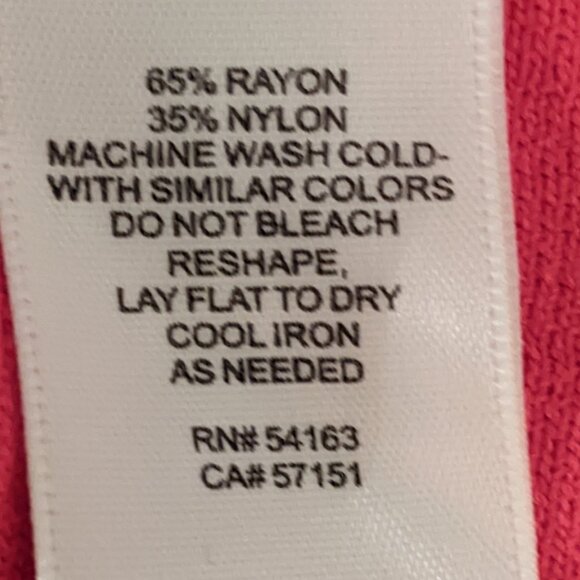 65% RAYON
35% NYLON
MACHINE WASH COLD-
WITH SIMILAR COLORS
DO NOT BLEACH
RESHAPE,
LAY FLAT TO DRY
COOL IRON
AS NEEDED
RN# 54163
CA# 57151